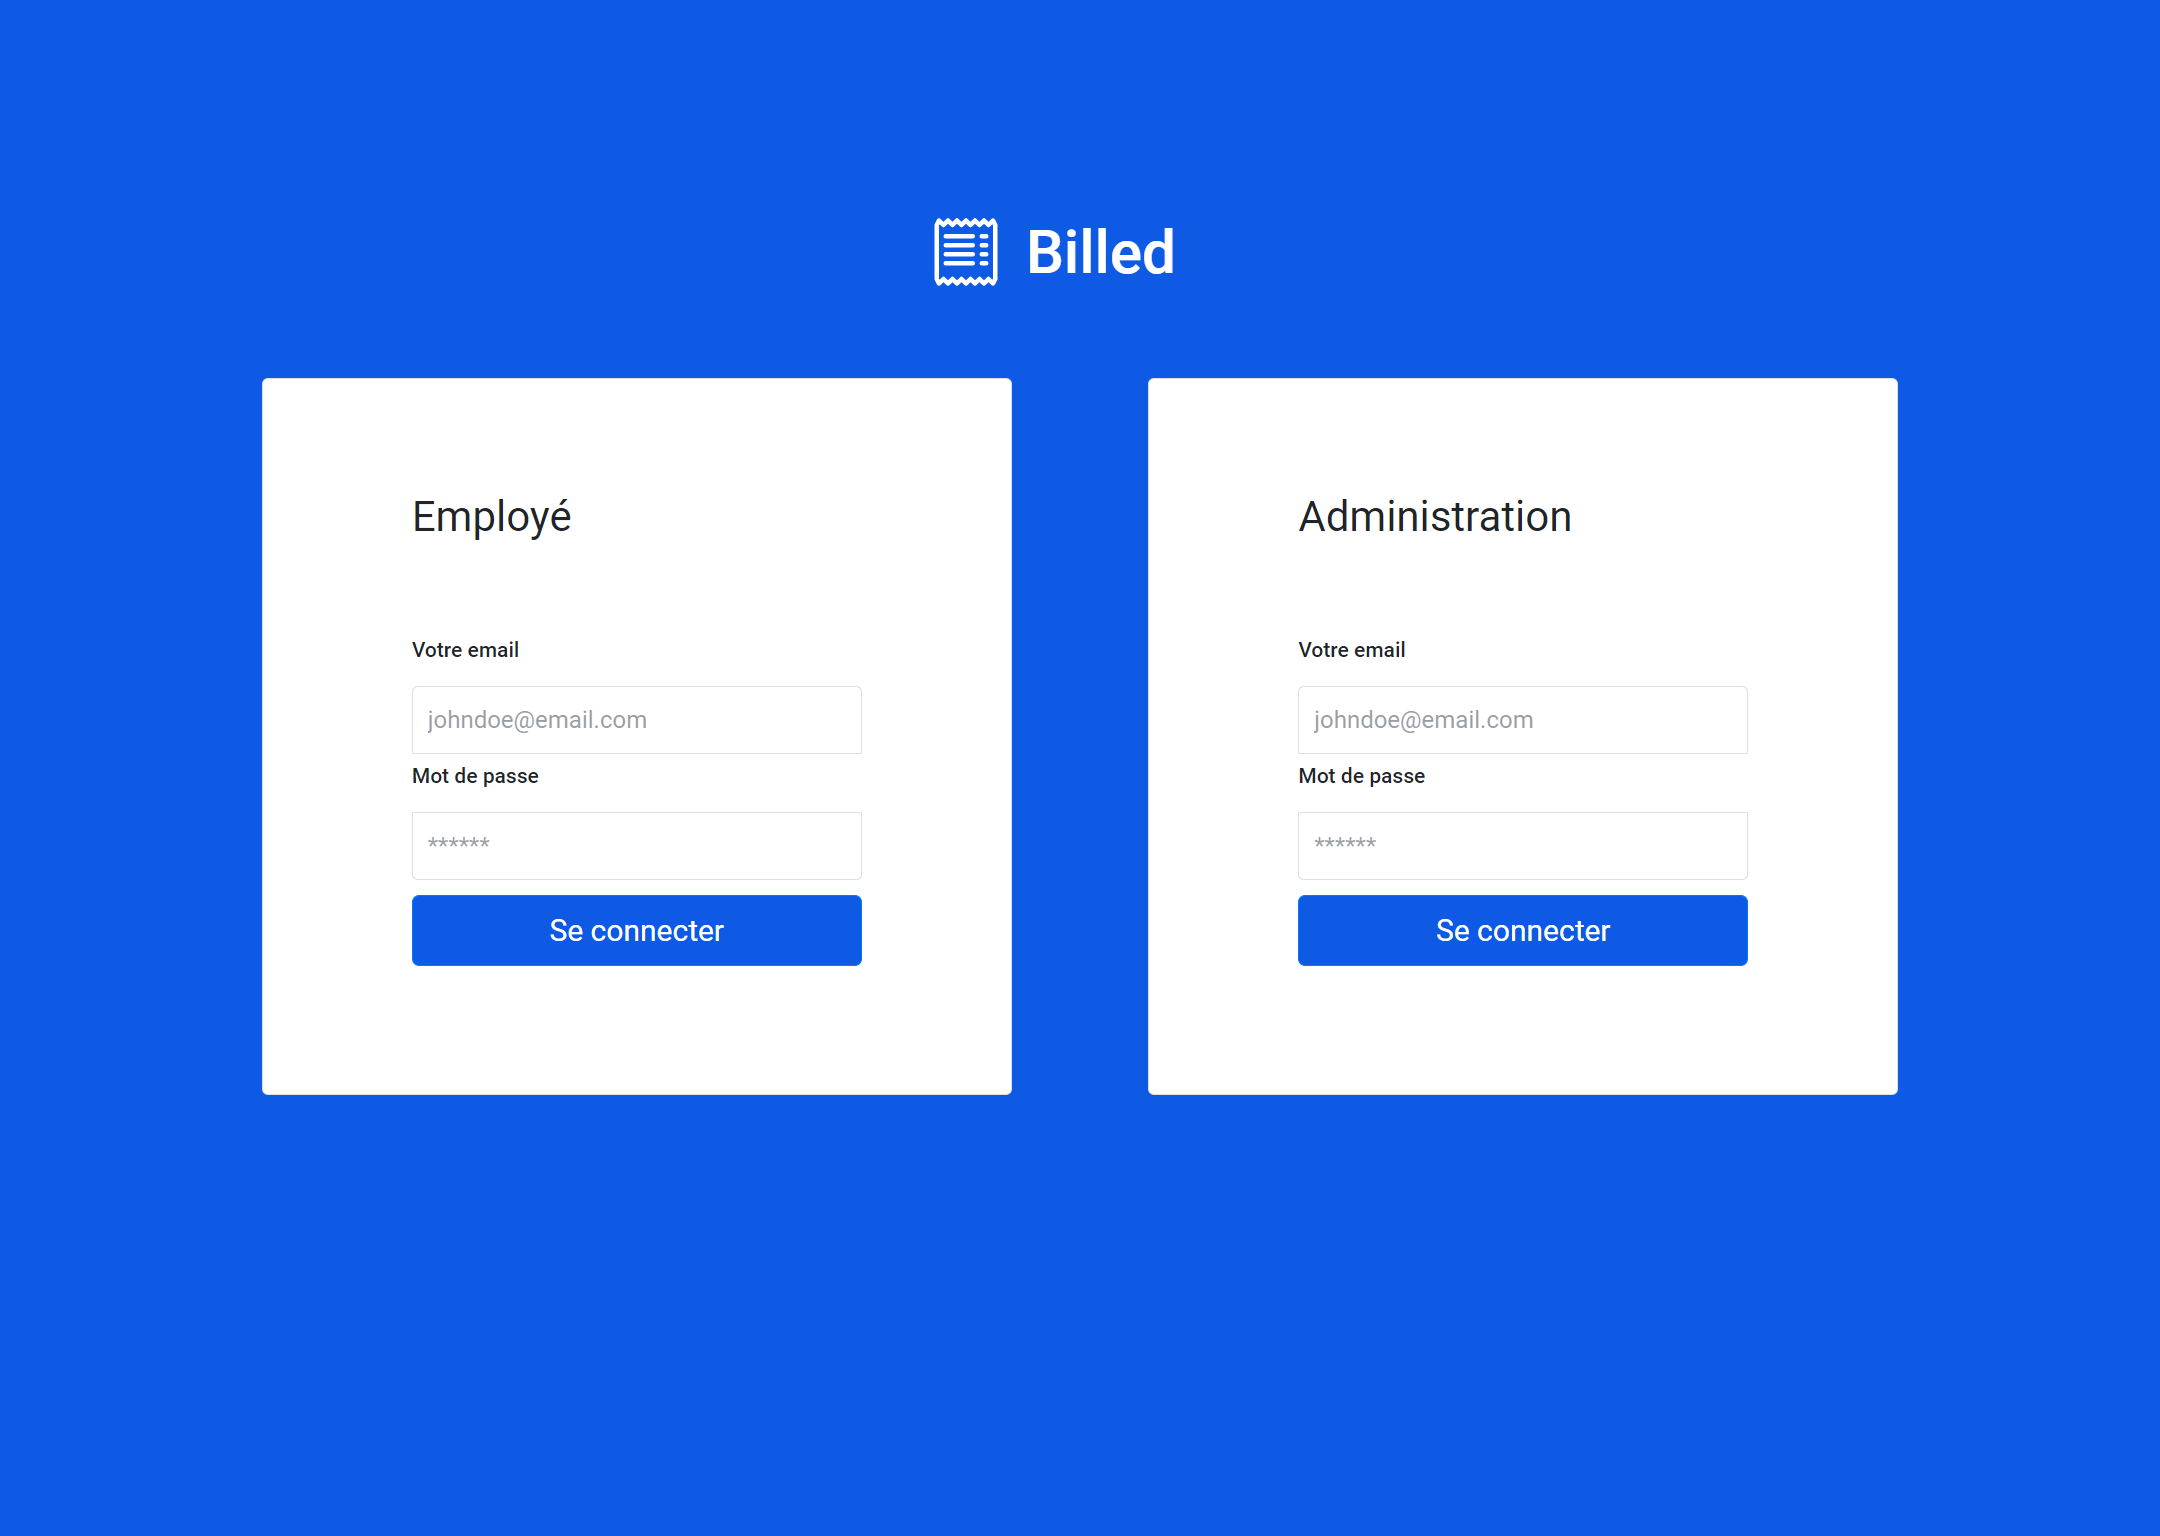 Billed
Employé
Votre email
johndoe@email.com
Mot de passe
******
Se connecter
Administration
Votre email
johndoe@email.com
Mot de passe
******
Se connecter